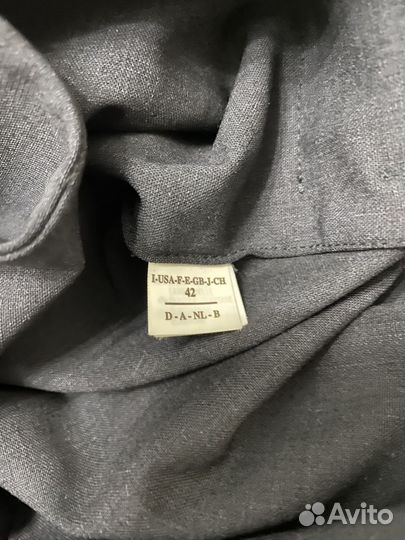 I-USA-F-E-GB-J-CH
42
D-A-NL-B
Avito